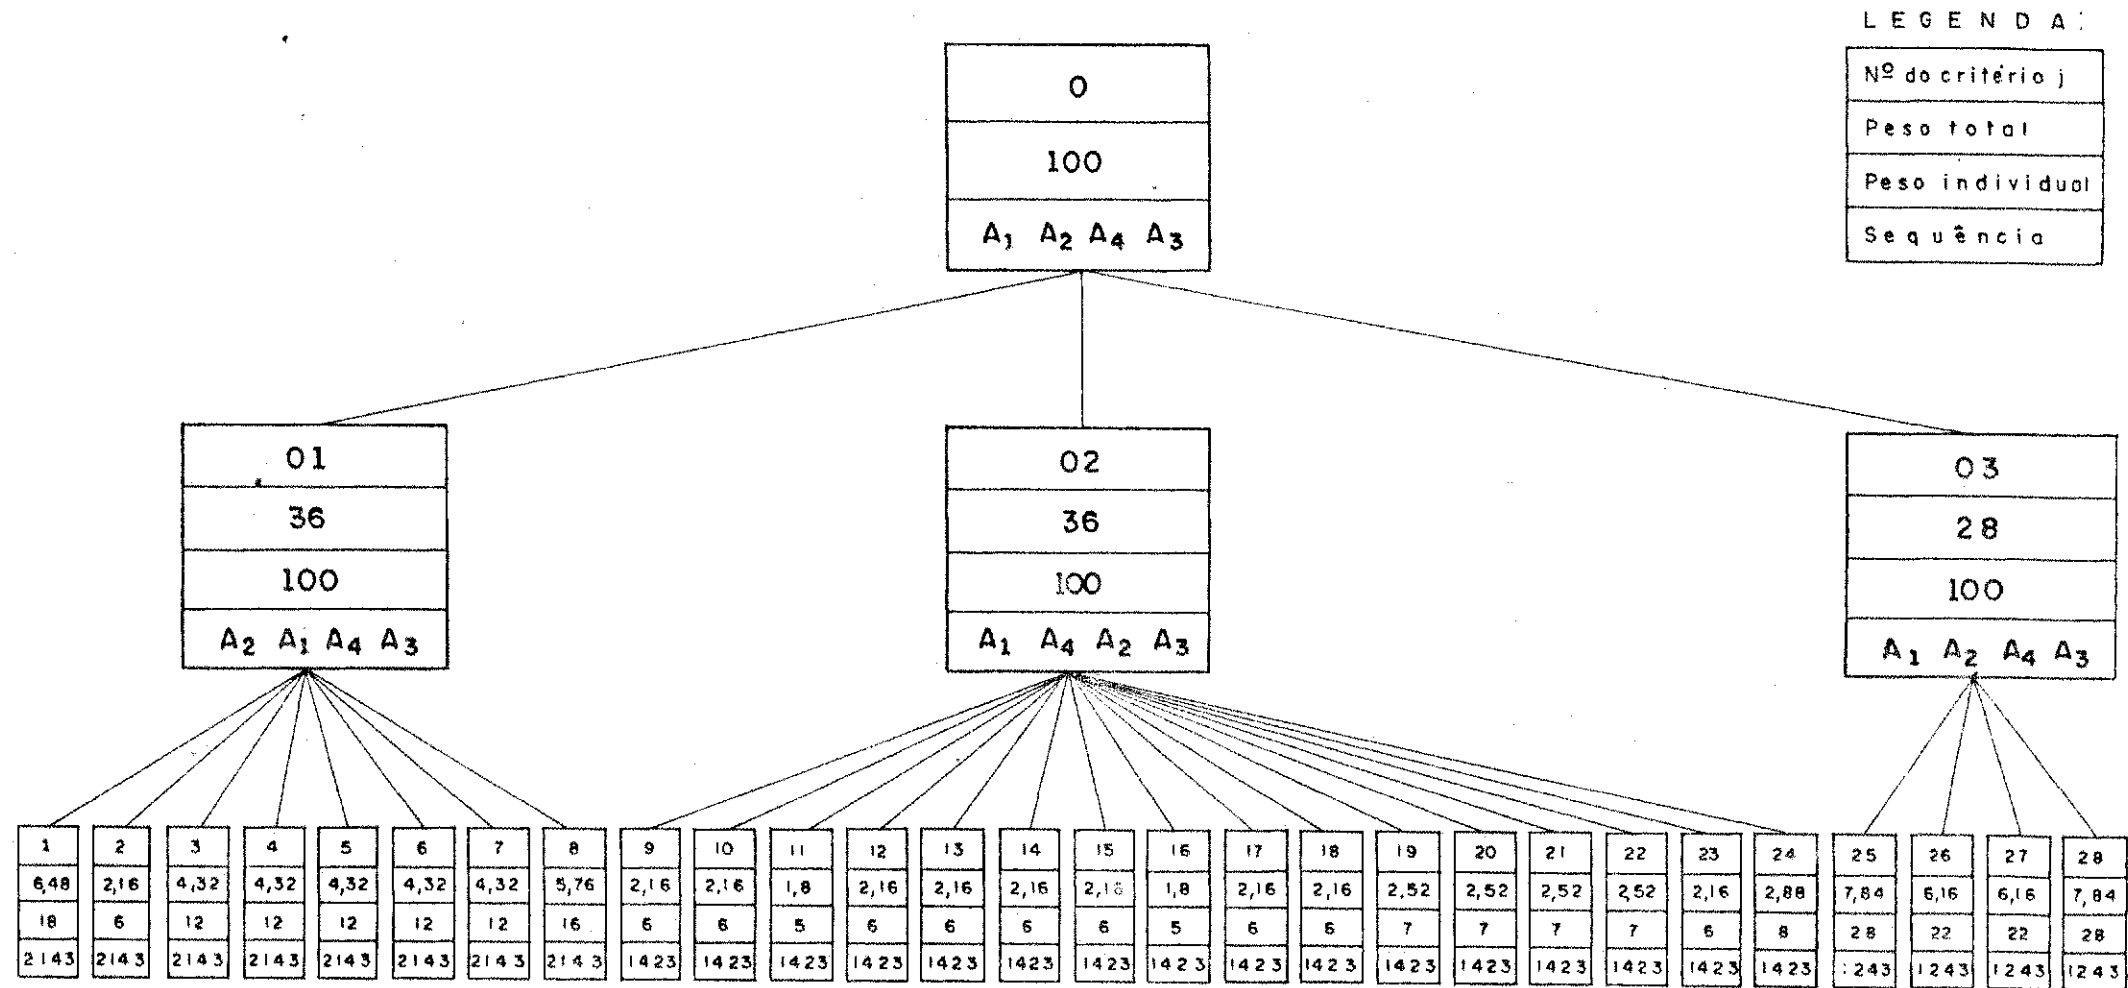 L E G E N D A :
Nº do critério j
Peso total
Peso individual
Sequência
0
100
A₁ A₂ A₄ A₃
01
36
100
A₂ A₁ A₄ A₃
02
36
100
A₁ A₄ A₂ A₃
03
28
100
A₁ A₂ A₄ A₃
1 2 3 4 5 6 7 8 9 10 11 12 13 14 15 16 17 18 19 20 21 22 23 24 25 26 27 28
6,48 2,16 4,32 4,32 4,32 4,32 4,32 5,76 2,16 2,16 1,8 2,16 2,16 2,16 2,16 1,8 2,16 2,16 2,52 2,52 2,52 2,52 2,16 2,88 7,84 6,16 6,16 7,84
18 6 12 12 12 12 12 16 6 6 5 6 6 6 6 5 6 6 7 7 7 7 6 8 28 22 22 28
2143 2143 2143 2143 2143 2143 2143 2143 1423 1423 1423 1423 1423 1423 1423 1423 1423 1423 1423 1423 1423 1423 1423 1423 1243 1243 1243 1243